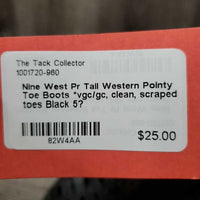 The Tack Collector
1001720-960
Nine West Pr Tall Western Pointy
Toe Boots *vgc/gc, clean, scraped
toes Black 5?
82W4AA
$25.00